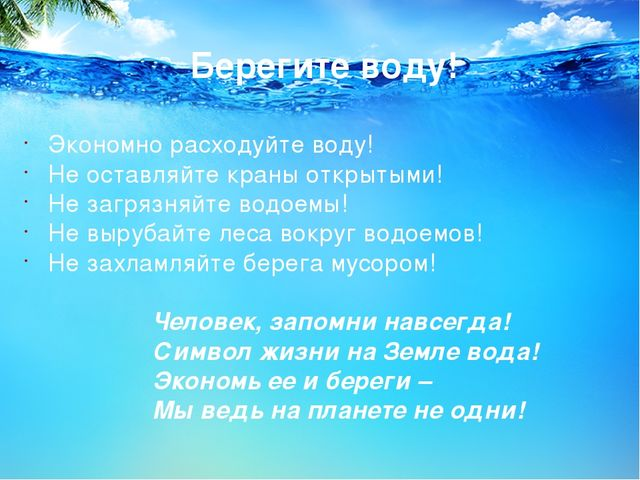 Берегите воду!
Экономно расходуйте воду!
Не оставляйте краны открытыми!
Не загрязняйте водоемы!
Не вырубайте леса вокруг водоемов!
Не захламляйте берега мусором!
Человек, запомни навсегда!
Символ жизни на Земле вода!
Экономь ее и береги –
Мы ведь на планете не одни!